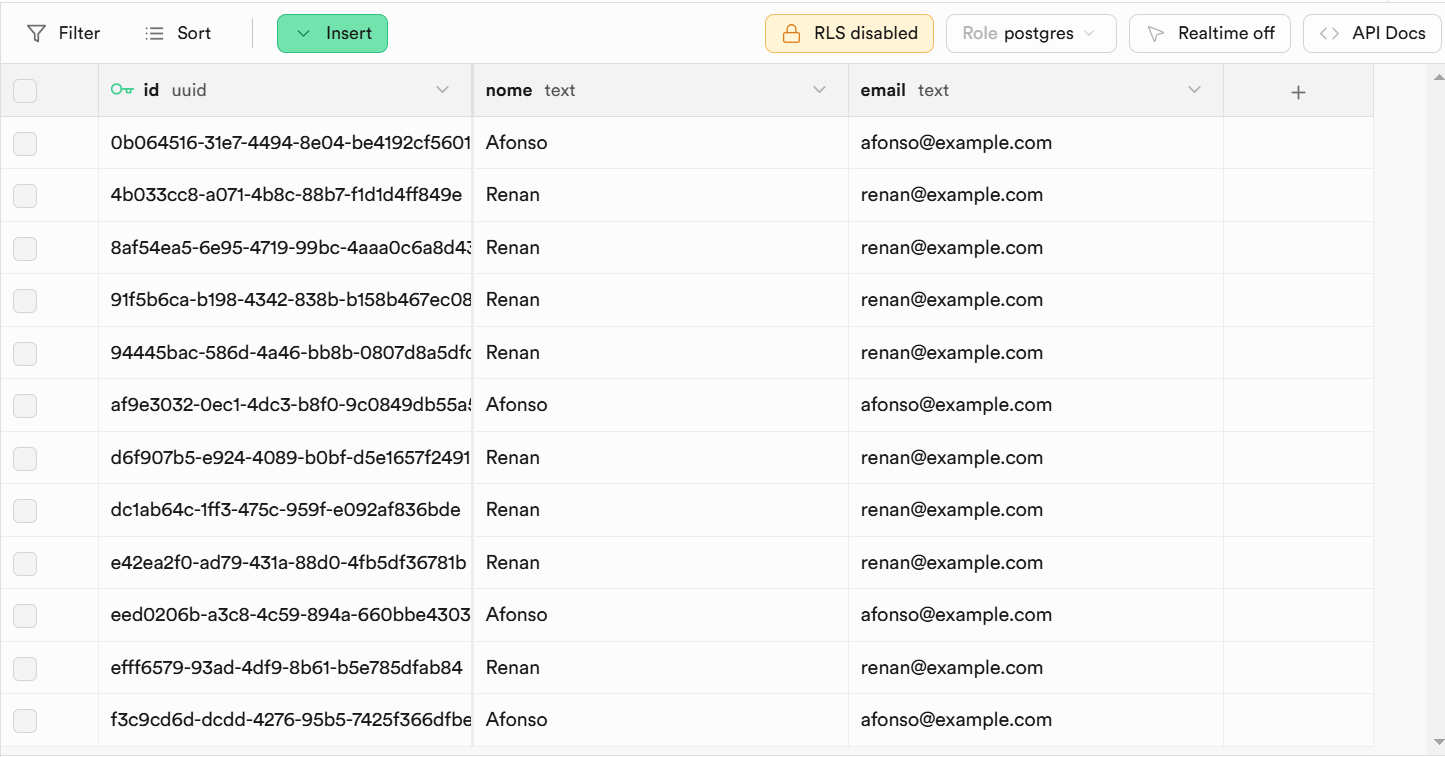 Filter Sort Insert RLS disabled Role postgres Realtime off API Docs
id uuid nome text email text
0b064516-31e7-4494-8e04-be4192cf5601 Afonso afonso@example.com
4b033cc8-a071-4b8c-88b7-f1d1d4ff849e Renan renan@example.com
8af54ea5-6e95-4719-99bc-4aaa0c6a8d43 Renan renan@example.com
91f5b6ca-b198-4342-838b-b158b467ec08 Renan renan@example.com
94445bac-586d-4a46-bb8b-0807d8a5dfc Renan renan@example.com
af9e3032-0ec1-4dc3-b8f0-9c0849db55a5 Afonso afonso@example.com
d6f907b5-e924-4089-b0bf-d5e1657f2491 Renan renan@example.com
dc1ab64c-1ff3-475c-959f-e092af836bde Renan renan@example.com
e42ea2f0-ad79-431a-88d0-4fb5df36781b Renan renan@example.com
eed0206b-a3c8-4c59-894a-660bbe4303 Afonso afonso@example.com
efff6579-93ad-4df9-8b61-b5e785dfab84 Renan renan@example.com
f3c9cd6d-dcdd-4276-95b5-7425f366dfbe Afonso afonso@example.com